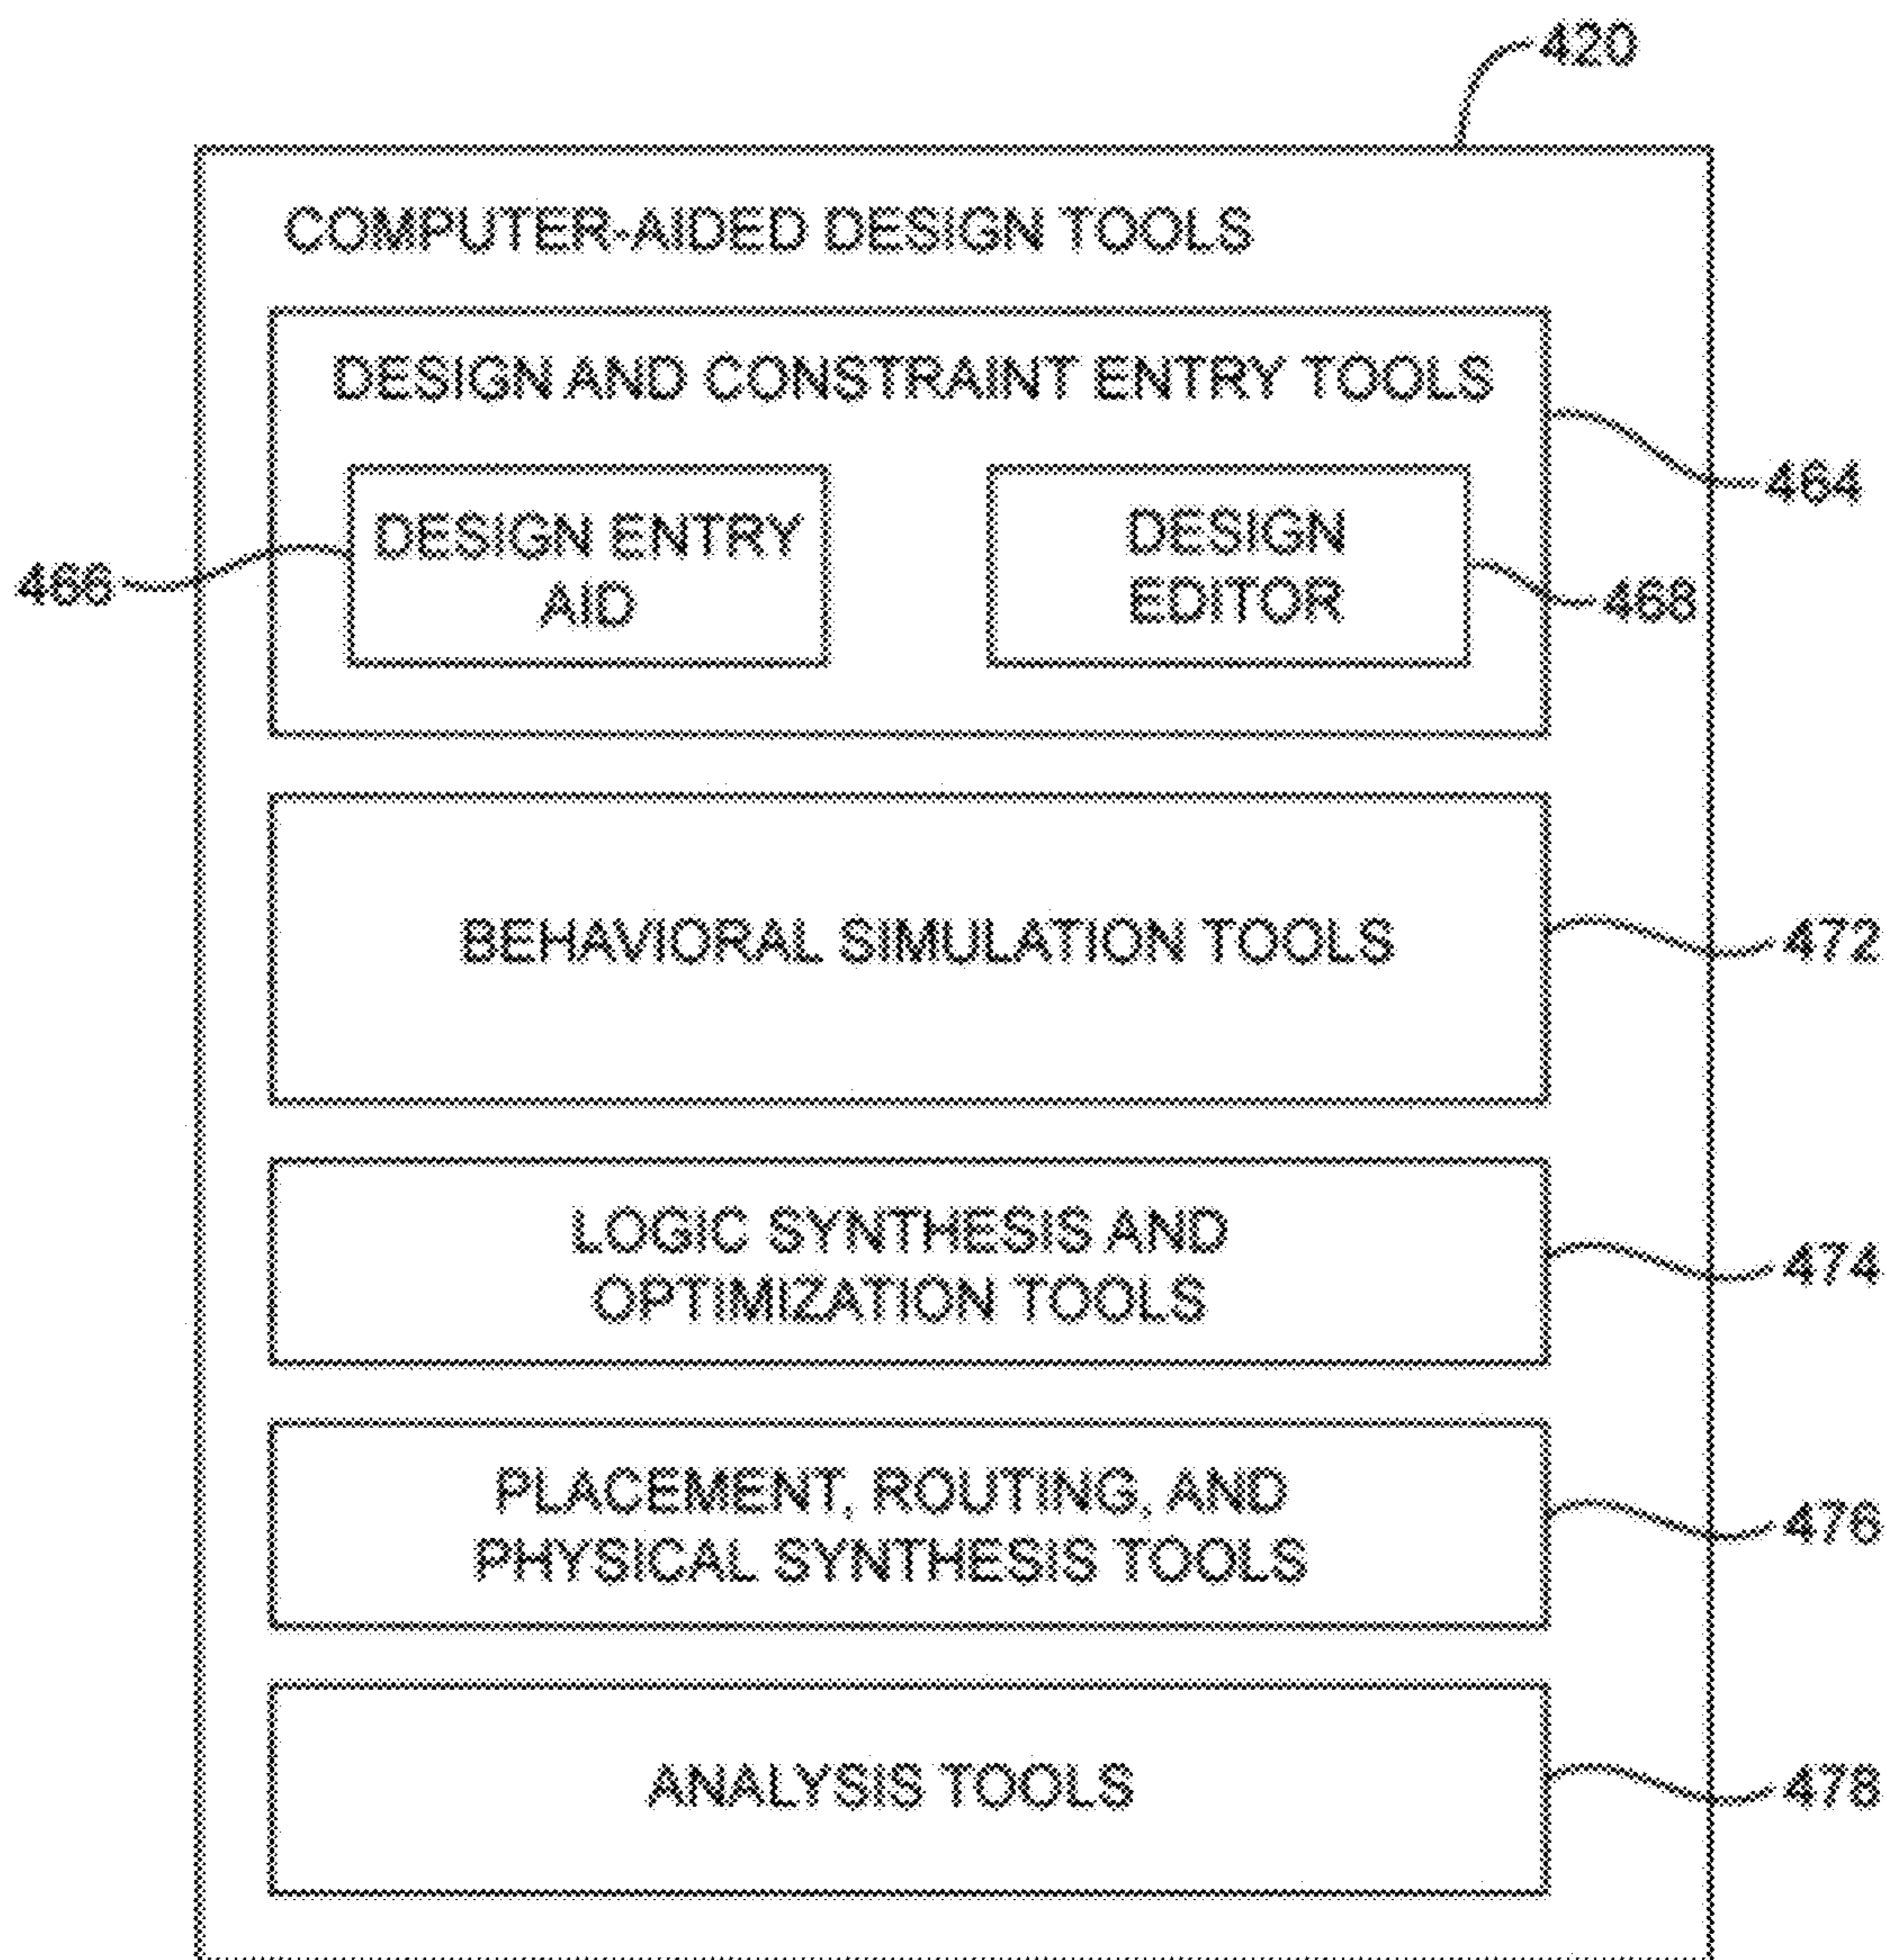 420
COMPUTER-AIDED DESIGN TOOLS
DESIGN AND CONSTRAINT ENTRY TOOLS
464
466
DESIGN ENTRY
AID
DESIGN
EDITOR
468
BEHAVIORAL SIMULATION TOOLS
472
LOGIC SYNTHESIS AND
OPTIMIZATION TOOLS
474
PLACEMENT, ROUTING, AND
PHYSICAL SYNTHESIS TOOLS
476
ANALYSIS TOOLS
478